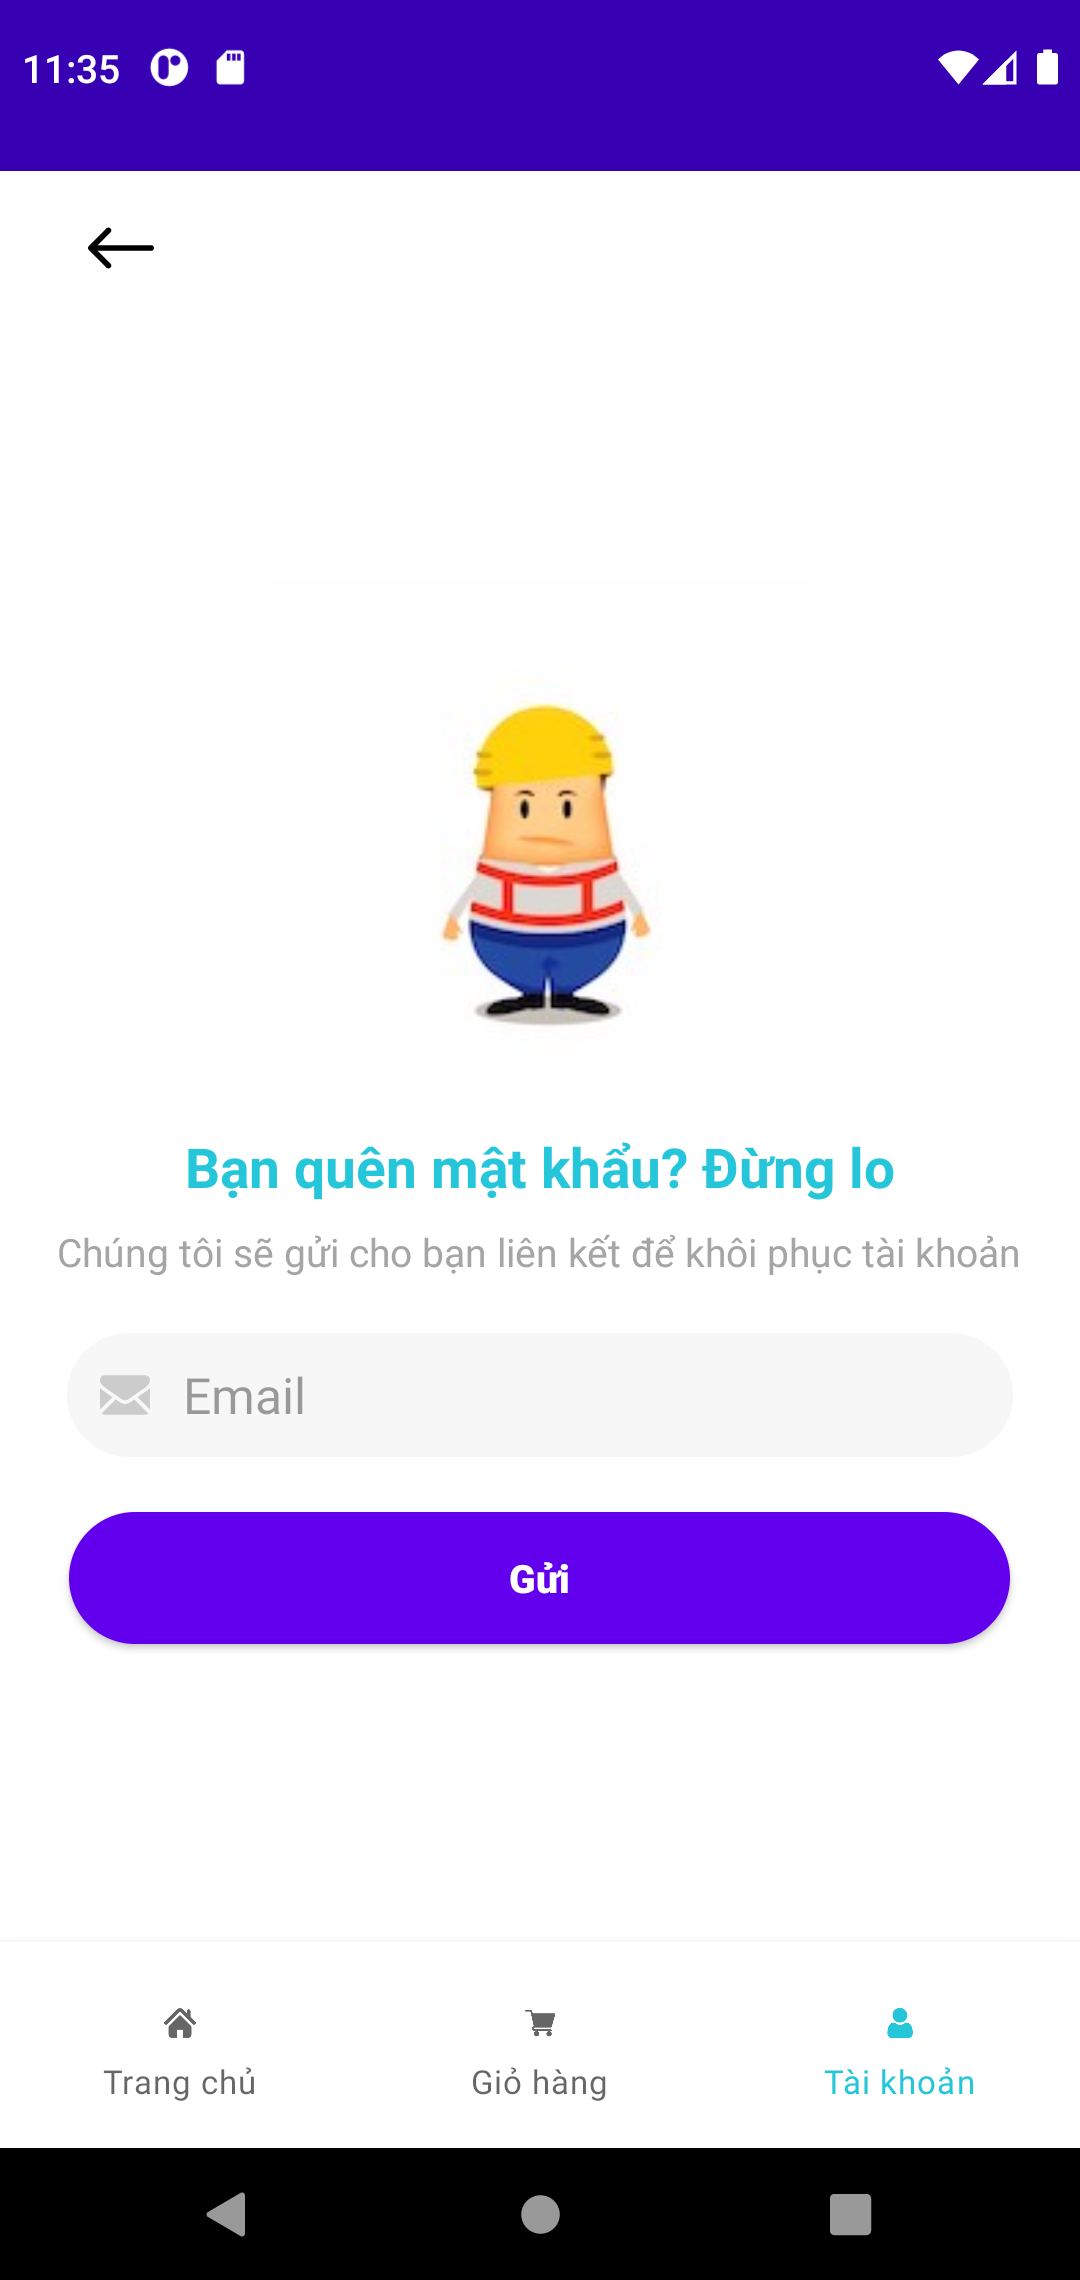 11:35
Bạn quên mật khẩu? Đừng lo
Chúng tôi sẽ gửi cho bạn liên kết để khôi phục tài khoản
Email
Gửi
Trang chủ
Giỏ hàng
Tài khoản